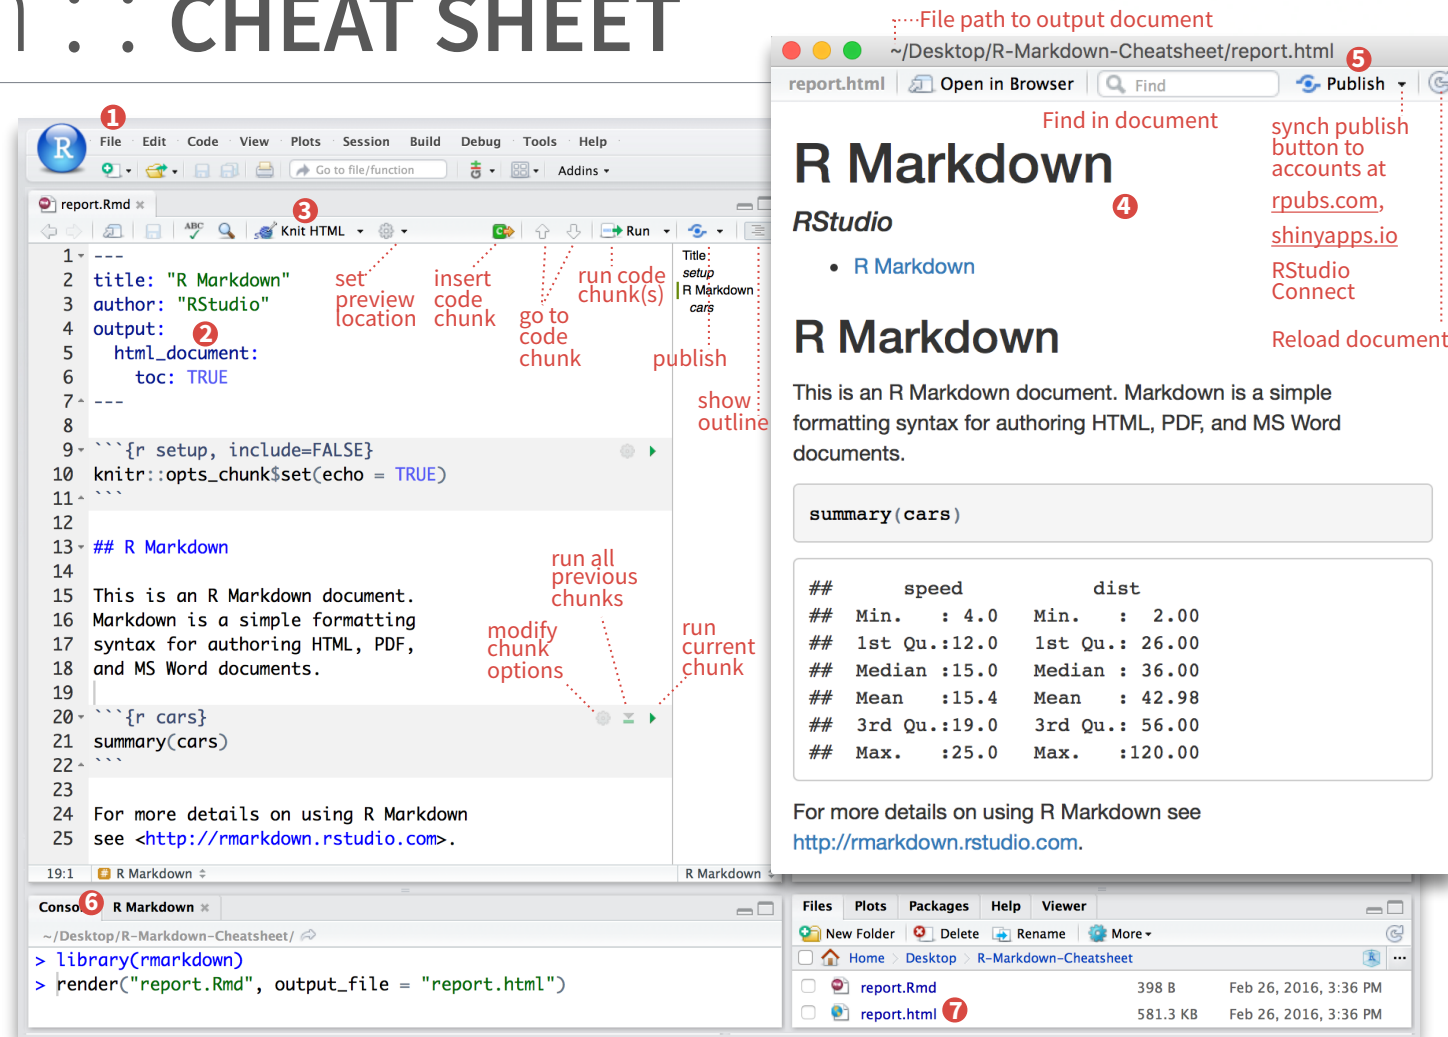 : : CHEAT SHEET
File path to output document
~/Desktop/R-Markdown-Cheatsheet/report.html
5
report.html Open in Browser Find Publish
Find in document
synch publish
button to
accounts at
rpubs.com,
shinyapps.io
RStudio
Connect
Reload document
R Markdown
4
RStudio
• R Markdown
R Markdown
This is an R Markdown document. Markdown is a simple
formatting syntax for authoring HTML, PDF, and MS Word
documents.
summary(cars)
##      speed           dist
##  Min.   : 4.0   Min.   :  2.00
##  1st Qu.:12.0   1st Qu.: 26.00
##  Median :15.0   Median : 36.00
##  Mean   :15.4   Mean   : 42.98
##  3rd Qu.:19.0   3rd Qu.: 56.00
##  Max.   :25.0   Max.   :120.00
For more details on using R Markdown see
http://rmarkdown.rstudio.com.
1
R
File Edit Code View Plots Session Build Debug Tools Help
Go to file/function Addins
report.Rmd
3
ABC Knit HTML Run
set
preview
location
insert
code
chunk
go to
code
chunk
run code
chunk(s)
publish
show
outline
Title
setup
R Markdown
cars
1 ---
2 title: "R Markdown"
3 author: "RStudio"
4 output:
2
5   html_document:
6     toc: TRUE
7 ---
8
9 ```{r setup, include=FALSE}
10 knitr::opts_chunk$set(echo = TRUE)
11 ```
12
13 ## R Markdown
14
15 This is an R Markdown document.
16 Markdown is a simple formatting
17 syntax for authoring HTML, PDF,
18 and MS Word documents.
19
20 ```{r cars}
21 summary(cars)
22 ```
23
24 For more details on using R Markdown
25 see <http://rmarkdown.rstudio.com>.
modify
chunk
options
run all
previous
chunks
run
current
chunk
19:1 # R Markdown R Markdown
6
Conso R Markdown
~/Desktop/R-Markdown-Cheatsheet/
> library(rmarkdown)
> render("report.Rmd", output_file = "report.html")
Files Plots Packages Help Viewer
New Folder Delete Rename More
Home Desktop R-Markdown-Cheatsheet R ...
report.Rmd 398 B Feb 26, 2016, 3:36 PM
report.html 7 581.3 KB Feb 26, 2016, 3:36 PM